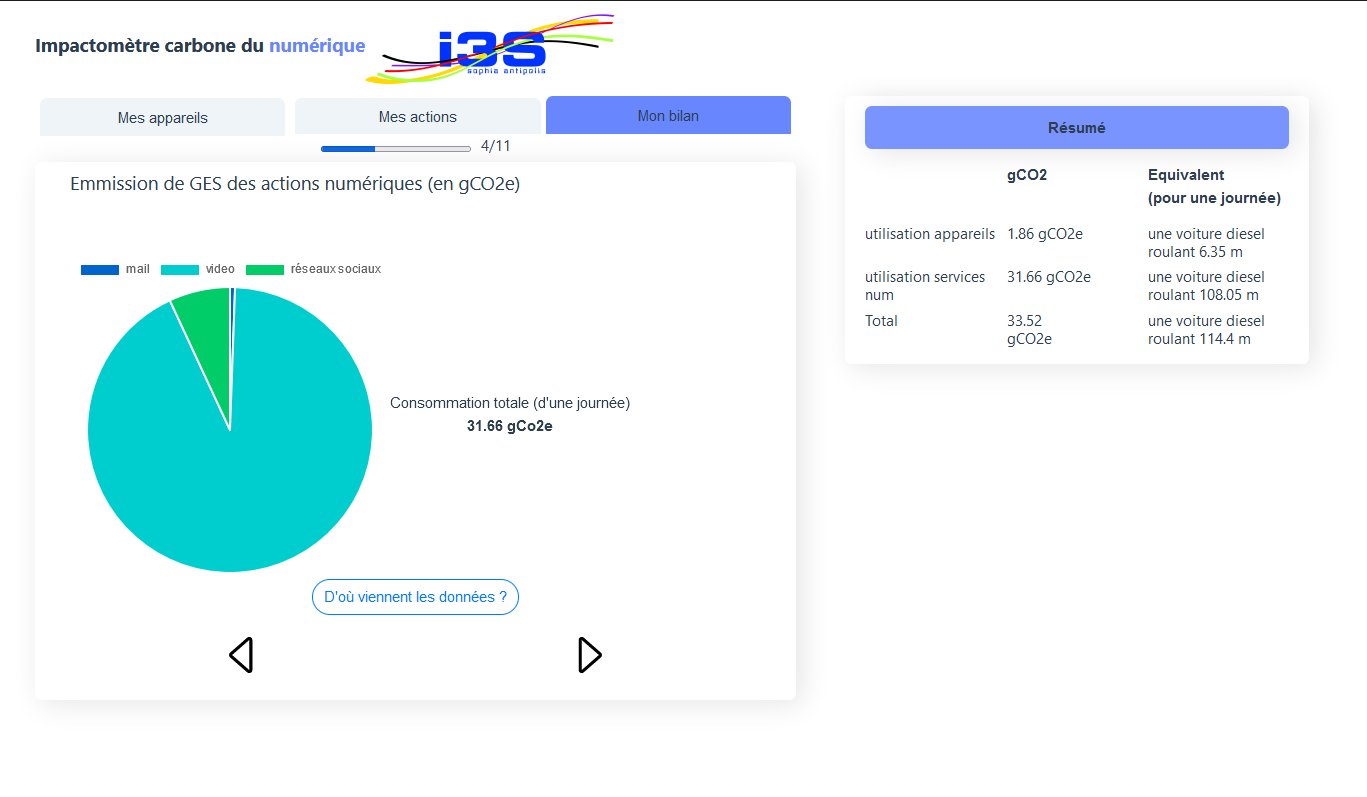 Impactomètre carbone du numérique
i3S
sophia antipolis
Mes appareils
Mes actions
Mon bilan
4/11
Emmission de GES des actions numériques (en gCO2e)
mail
video
réseaux sociaux
Consommation totale (d'une journée)
31.66 gCo2e
D'où viennent les données ?
Résumé
gCO2
Equivalent
(pour une journée)
utilisation appareils
1.86 gCO2e
une voiture diesel
roulant 6.35 m
utilisation services
num
31.66 gCO2e
une voiture diesel
roulant 108.05 m
Total
33.52
gCO2e
une voiture diesel
roulant 114.4 m